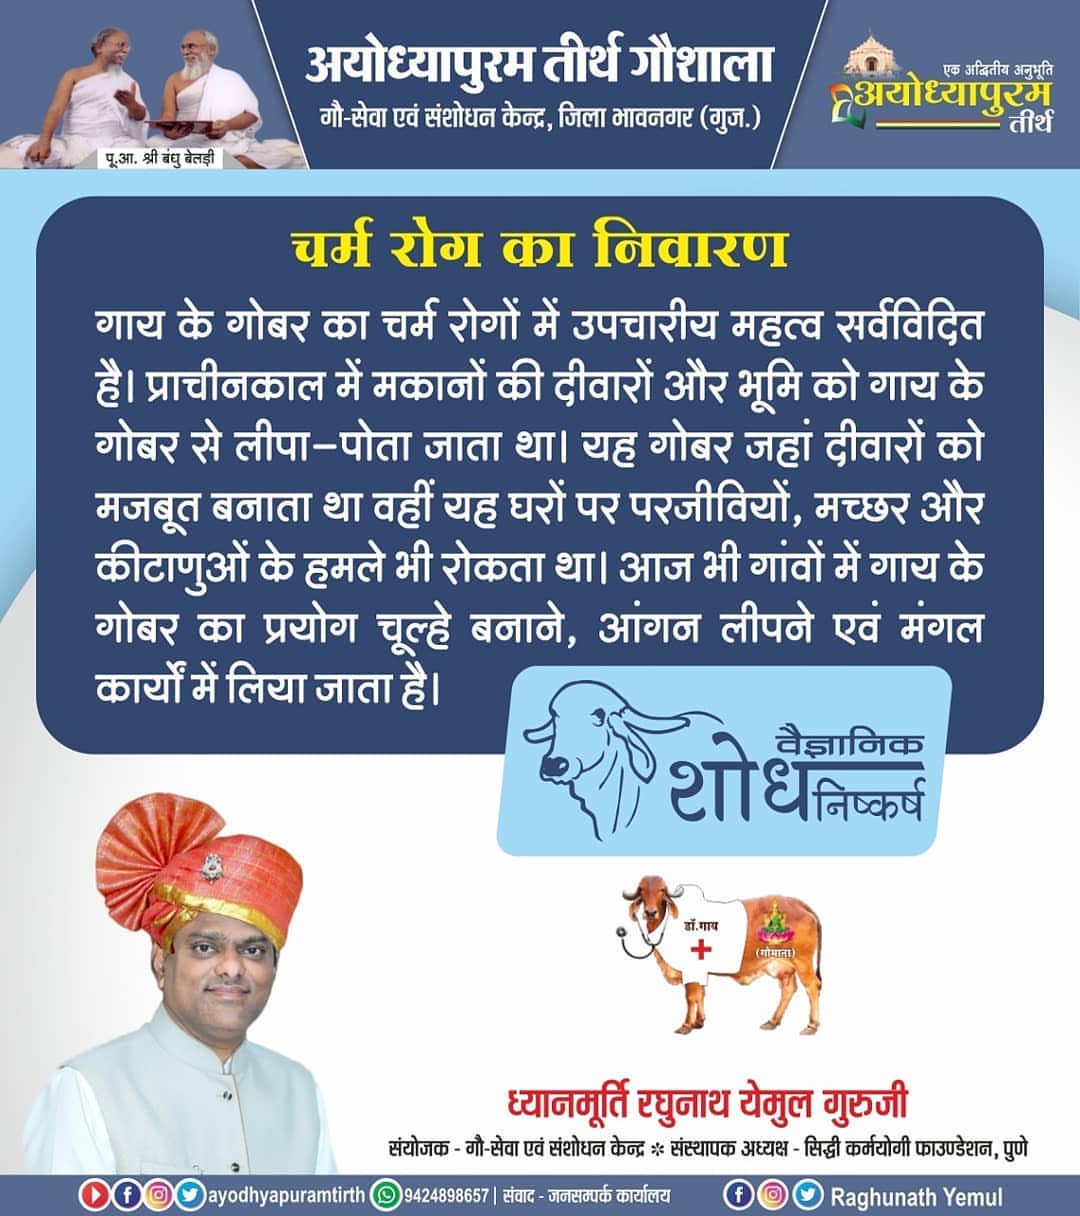 अयोध्यापुरम तीर्थ गौशाला
गौ-सेवा एवं संशोधन केन्द्र, जिला भावनगर (गुज.)
पू.आ. श्री बंधु बेलड़ी
एक अद्वितीय अनुभूति
अयोध्यापुरम
तीर्थ
चर्म रोग का निवारण
गाय के गोबर का चर्म रोगों में उपचारीय महत्व सर्वविदित
है। प्राचीनकाल में मकानों की दीवारों और भूमि को गाय के
गोबर से लीपा-पोता जाता था। यह गोबर जहां दीवारों को
मजबूत बनाता था वहीं यह घरों पर परजीवियों, मच्छर और
कीटाणुओं के हमले भी रोकता था। आज भी गांवों में गाय के
गोबर का प्रयोग चूल्हे बनाने, आंगन लीपने एवं मंगल
कार्यों में लिया जाता है।
वैज्ञानिक
शोध
निष्कर्ष
डॉ.गाय
(गोमाता)
ध्यानमूर्ति रघुनाथ येमुल गुरुजी
संयोजक - गौ-सेवा एवं संशोधन केन्द्र * संस्थापक अध्यक्ष - सिद्धी कर्मयोगी फाउण्डेशन, पुणे
ayodhyapuramtirth 9424898657 | संवाद - जनसम्पर्क कार्यालय Raghunath Yemul